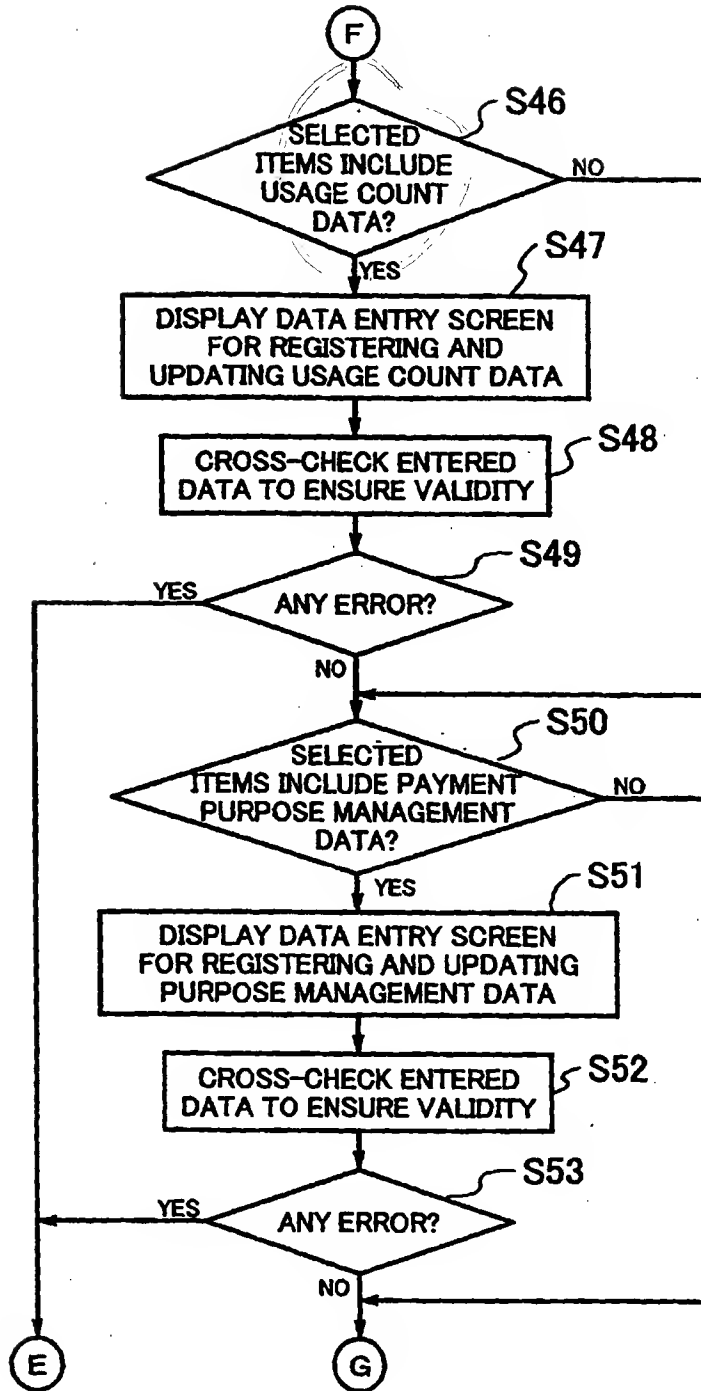 F
S46
SELECTED
ITEMS INCLUDE
USAGE COUNT
DATA?
NO
YES
S47
DISPLAY DATA ENTRY SCREEN
FOR REGISTERING AND
UPDATING USAGE COUNT DATA
S48
CROSS-CHECK ENTERED
DATA TO ENSURE VALIDITY
S49
YES
ANY ERROR?
NO
S50
SELECTED
ITEMS INCLUDE PAYMENT
PURPOSE MANAGEMENT
DATA?
NO
YES
S51
DISPLAY DATA ENTRY SCREEN
FOR REGISTERING AND UPDATING
PURPOSE MANAGEMENT DATA
S52
CROSS-CHECK ENTERED
DATA TO ENSURE VALIDITY
S53
YES
ANY ERROR?
NO
E
G